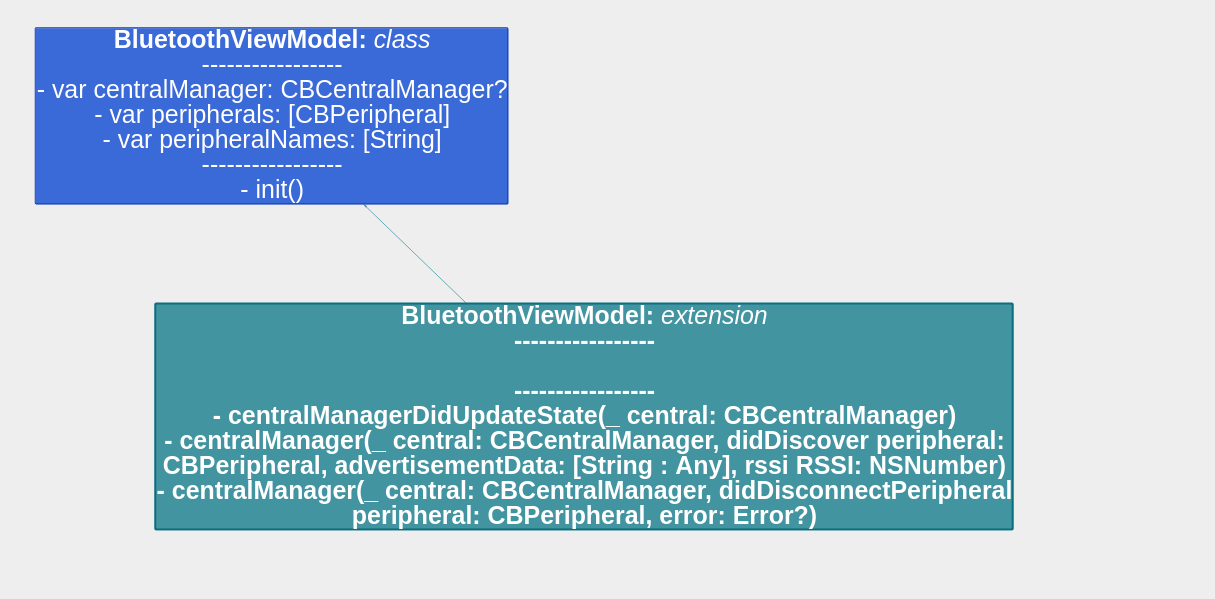 BluetoothViewModel: class
-----------------
- var centralManager: CBCentralManager?
- var peripherals: [CBPeripheral]
- var peripheralNames: [String]
-----------------
- init()
BluetoothViewModel: extension
-----------------
-----------------
- centralManagerDidUpdateState(_ central: CBCentralManager)
- centralManager(_ central: CBCentralManager, didDiscover peripheral:
CBPeripheral, advertisementData: [String : Any], rssi RSSI: NSNumber)
- centralManager(_ central: CBCentralManager, didDisconnectPeripheral
peripheral: CBPeripheral, error: Error?)